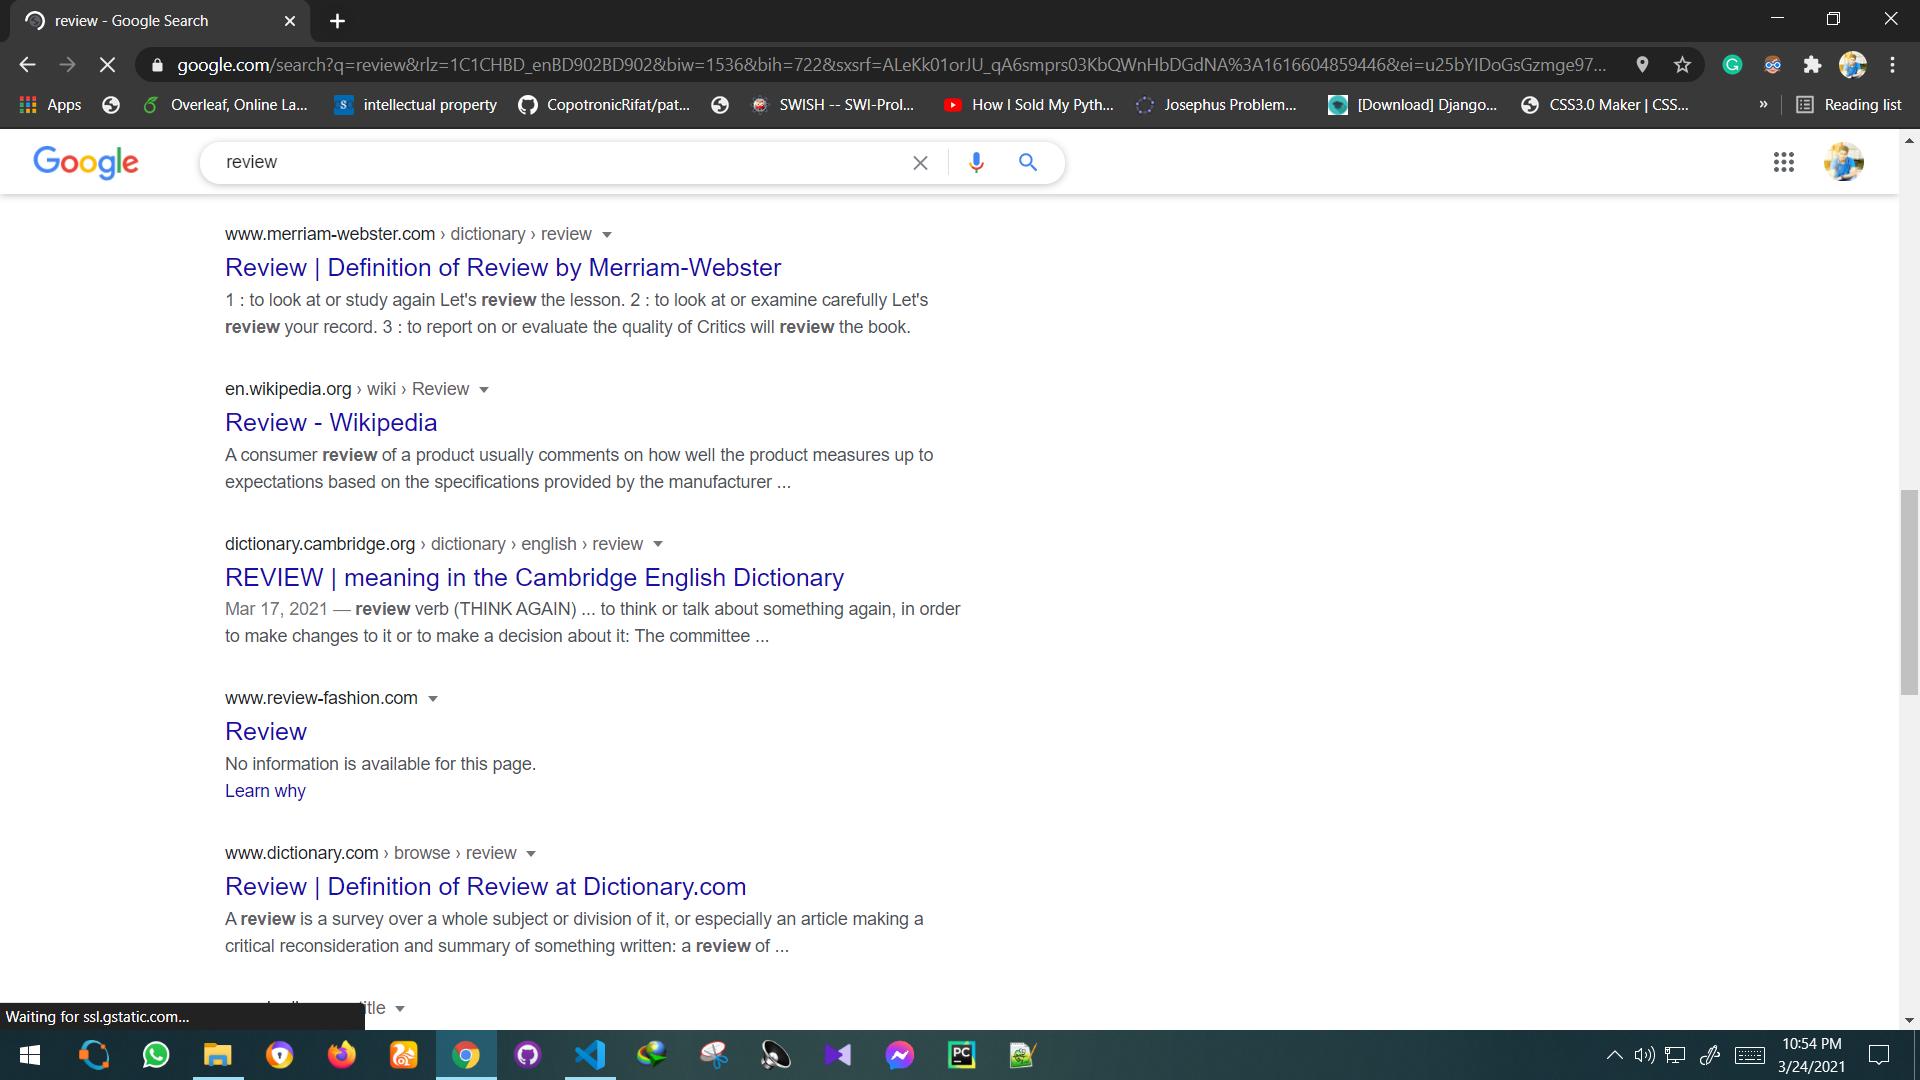 review - Google Search
google.com/search?q=review&rlz=1C1CHBD_enBD902BD902&biw=1536&bih=722&sxsrf=ALeKk01orJU_qA6smprs03KbQWnHbDGdNA%3A1616604859446&ei=u25bYIDoGsGzmge97...
Apps
Overleaf, Online La...
intellectual property
CopotronicRifat/pat...
SWISH -- SWI-Prol...
How I Sold My Pyth...
Josephus Problem...
[Download] Django...
CSS3.0 Maker | CSS...
»
Reading list
Google
review
www.merriam-webster.com › dictionary › review
Review | Definition of Review by Merriam-Webster
1 : to look at or study again Let's review the lesson. 2 : to look at or examine carefully Let's
review your record. 3 : to report on or evaluate the quality of Critics will review the book.
en.wikipedia.org › wiki › Review
Review - Wikipedia
A consumer review of a product usually comments on how well the product measures up to
expectations based on the specifications provided by the manufacturer ...
dictionary.cambridge.org › dictionary › english › review
REVIEW | meaning in the Cambridge English Dictionary
Mar 17, 2021 — review verb (THINK AGAIN) ... to think or talk about something again, in order
to make changes to it or to make a decision about it: The committee ...
www.review-fashion.com
Review
No information is available for this page.
Learn why
www.dictionary.com › browse › review
Review | Definition of Review at Dictionary.com
A review is a survey over a whole subject or division of it, or especially an article making a
critical reconsideration and summary of something written: a review of ...
Waiting for ssl.gstatic.com...
PC
10:54 PM
3/24/2021